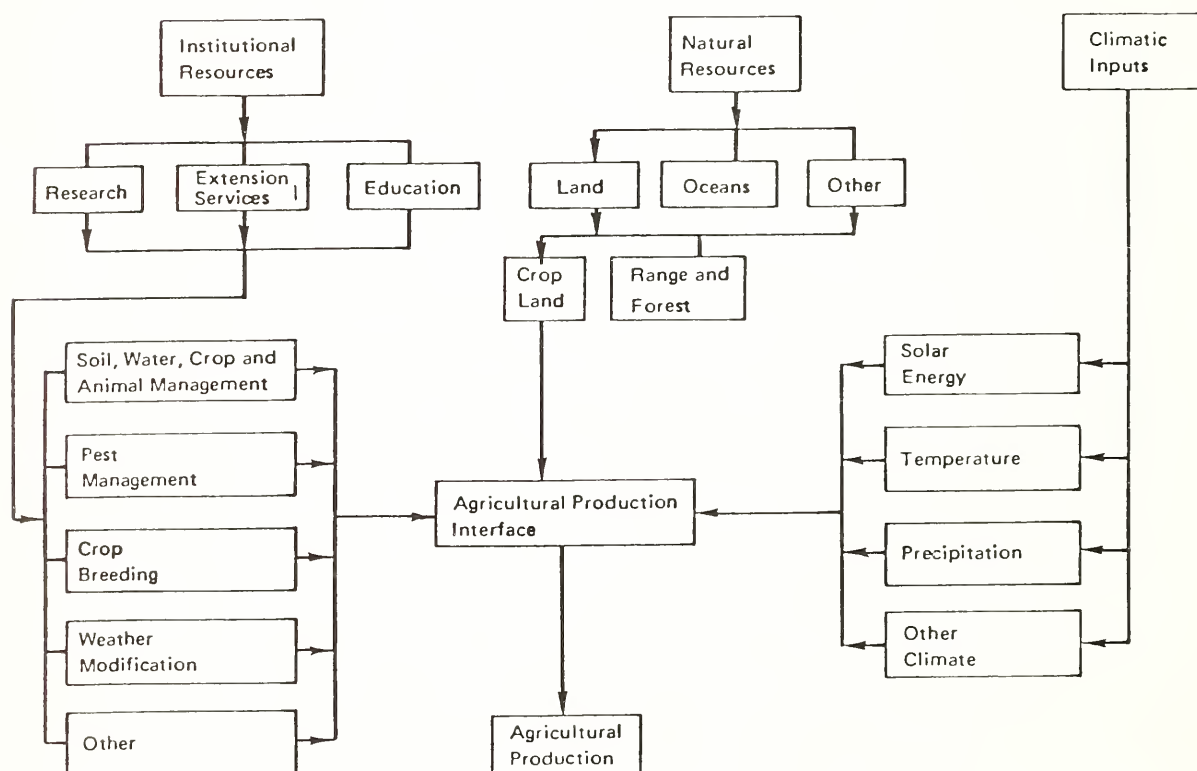 Institutional
Resources
Natural
Resources
Climatic
Inputs
Research
Extension
Services
Education
Land
Oceans
Other
Crop
Land
Range and
Forest
Soil, Water, Crop and
Animal Management
Pest
Management
Crop
Breeding
Weather
Modification
Other
Agricultural Production
Interface
Agricultural
Production
Solar
Energy
Temperature
Precipitation
Other
Climate